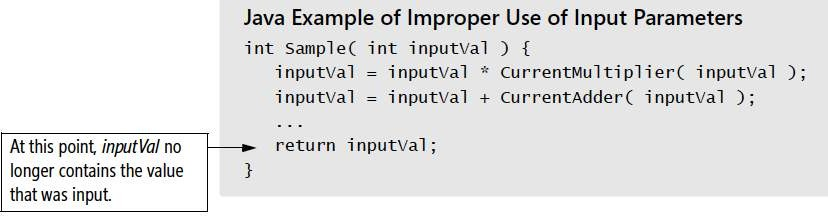 Java Example of Improper Use of Input Parameters
int Sample( int inputVal ) {
inputVal = inputVal * CurrentMultiplier( inputVal );
inputVal = inputVal + CurrentAdder( inputVal );
...
return inputVal;
}
At this point, inputVal no
longer contains the value
that was input.